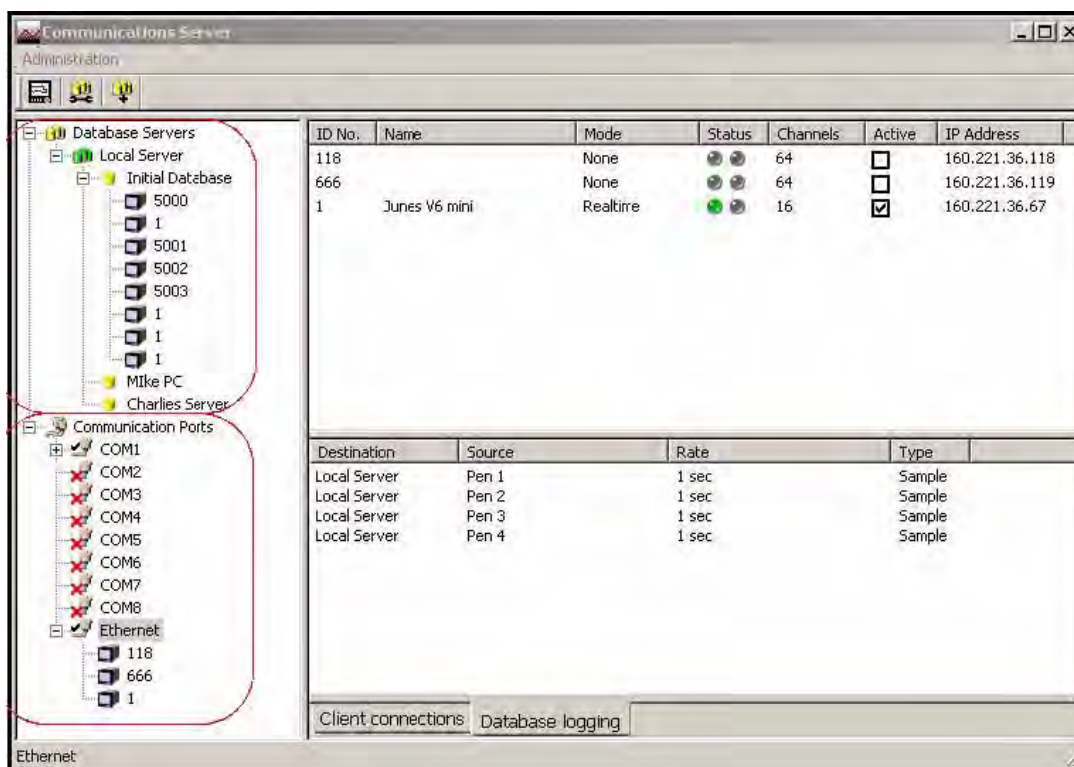 Communications Server
Administration
Database Servers
Local Server
Initial Database
5000
1
5001
5002
5003
1
1
1
MIke PC
Charlies Server
Communication Ports
COM1
COM2
COM3
COM4
COM5
COM6
COM7
COM8
Ethernet
118
666
1
ID No. Name Mode Status Channels Active IP Address
118 None 64 160.221.36.118
666 None 64 160.221.36.119
1 Junes V6 mini Realtime 16 160.221.36.67
Destination Source Rate Type
Local Server Pen 1 1 sec Sample
Local Server Pen 2 1 sec Sample
Local Server Pen 3 1 sec Sample
Local Server Pen 4 1 sec Sample
Client connections Database logging
Ethernet